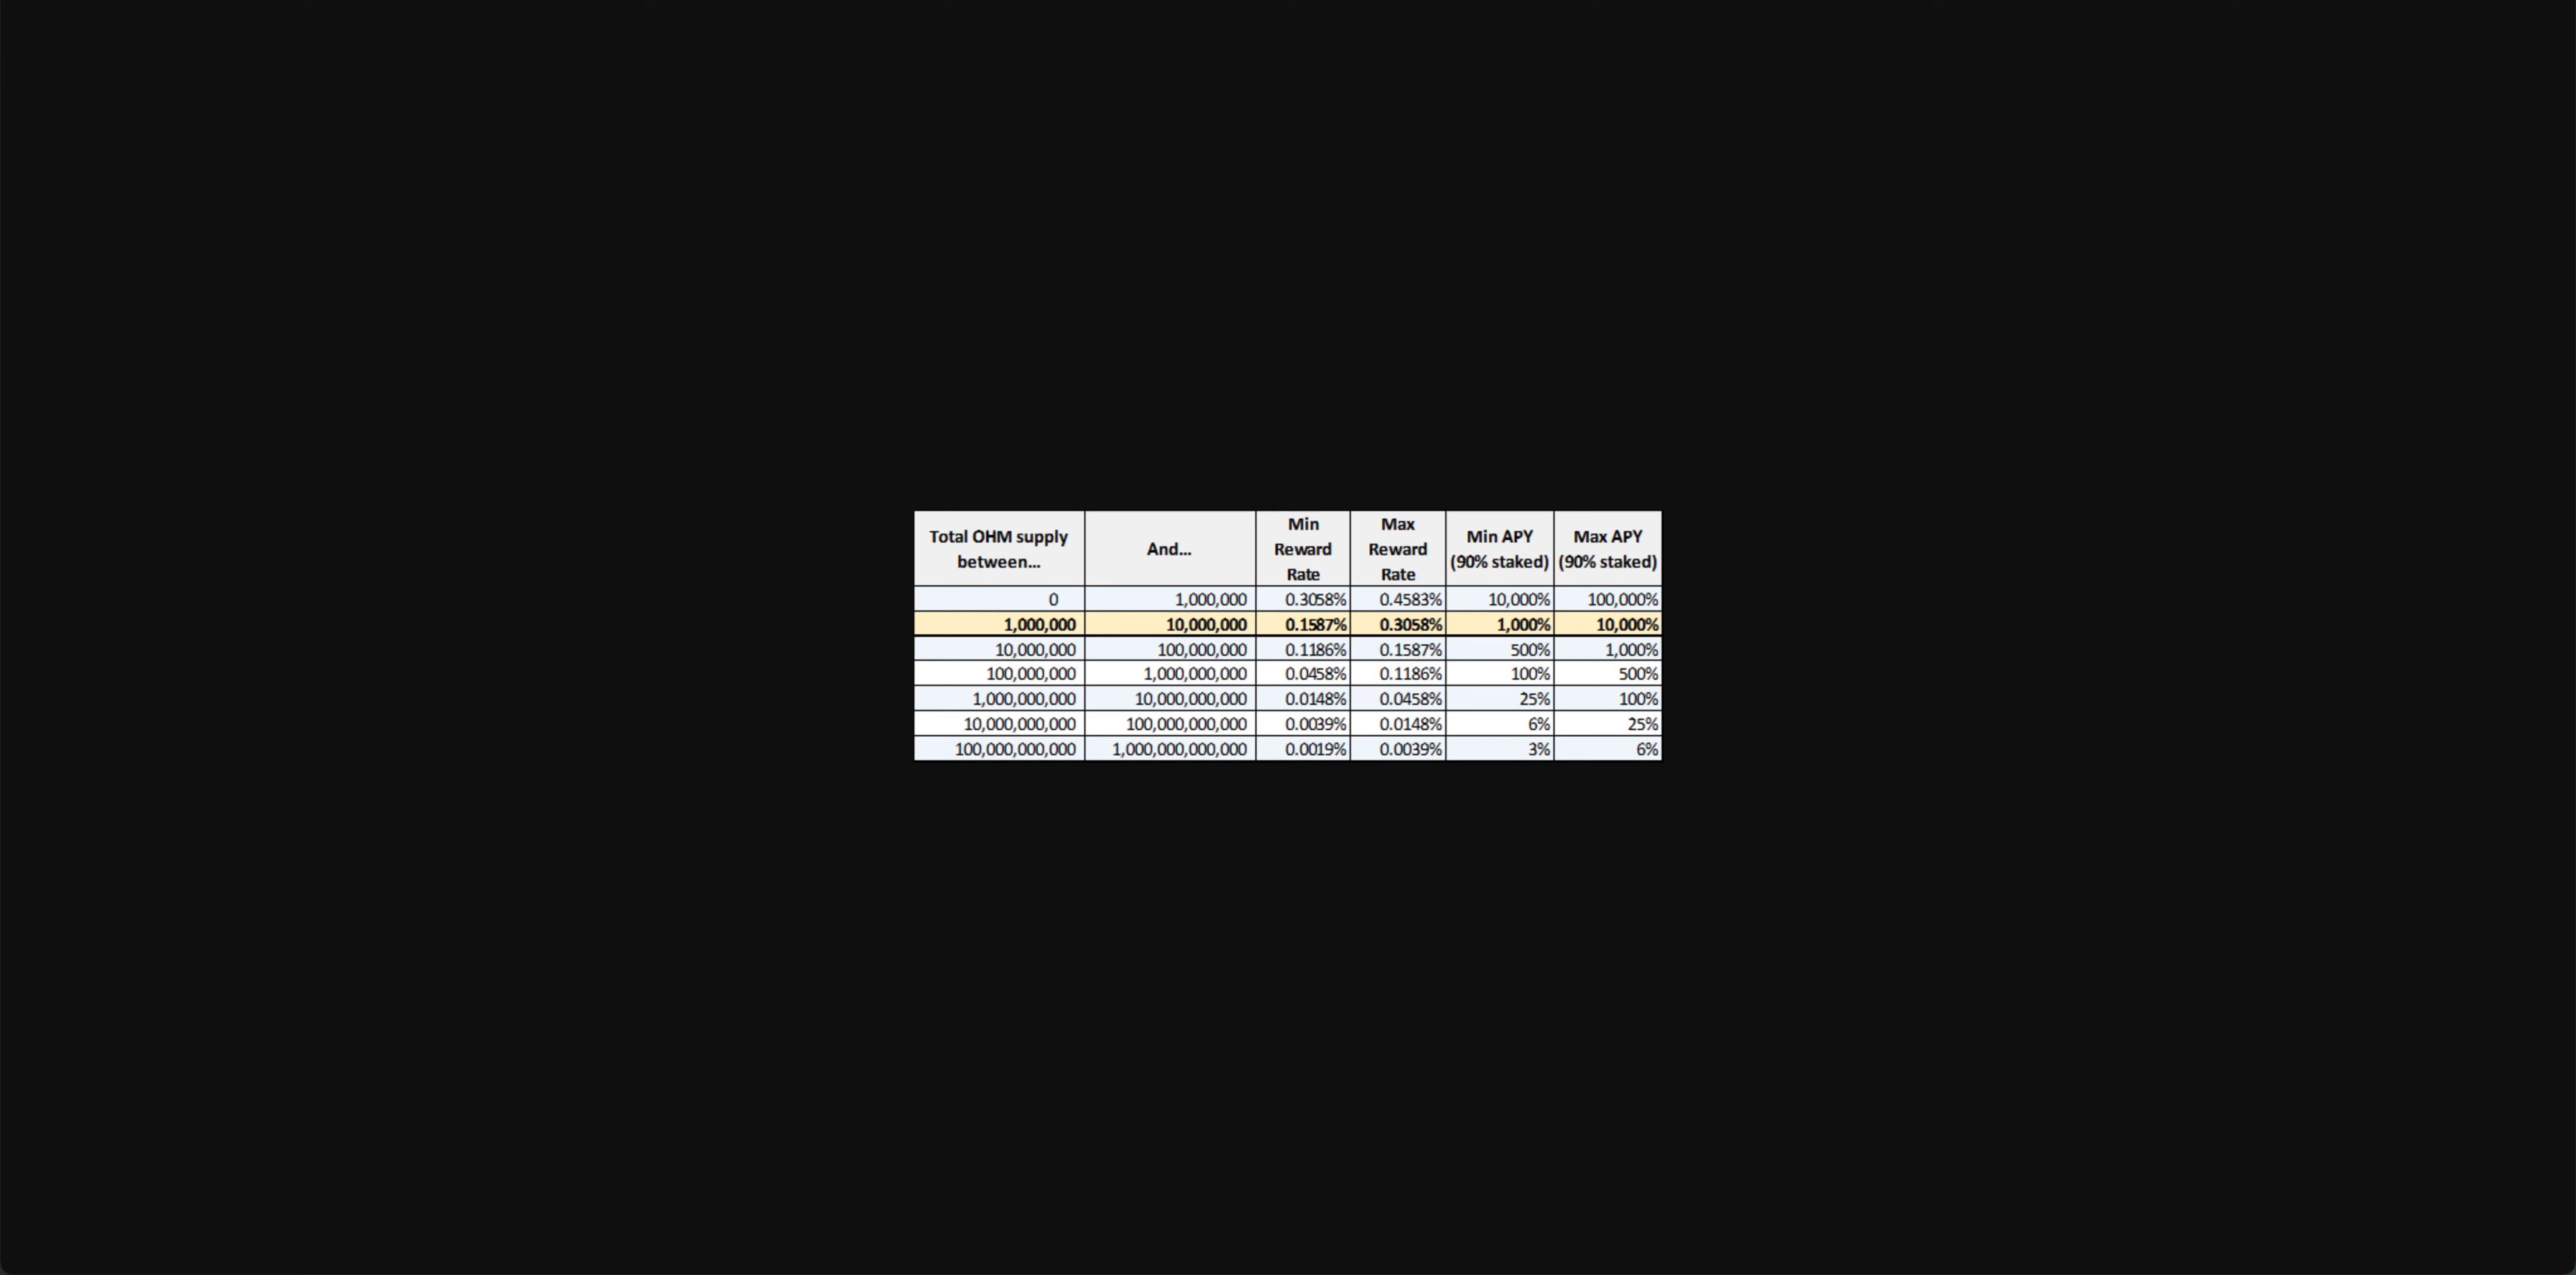 Total OHM supply between... And... Min Reward Rate Max Reward Rate Min APY (90% staked) Max APY (90% staked)
0 1,000,000 0.3058% 0.4583% 10,000% 100,000%
1,000,000 10,000,000 0.1587% 0.3058% 1,000% 10,000%
10,000,000 100,000,000 0.1186% 0.1587% 500% 1,000%
100,000,000 1,000,000,000 0.0458% 0.1186% 100% 500%
1,000,000,000 10,000,000,000 0.0148% 0.0458% 25% 100%
10,000,000,000 100,000,000,000 0.0039% 0.0148% 6% 25%
100,000,000,000 1,000,000,000,000 0.0019% 0.0039% 3% 6%